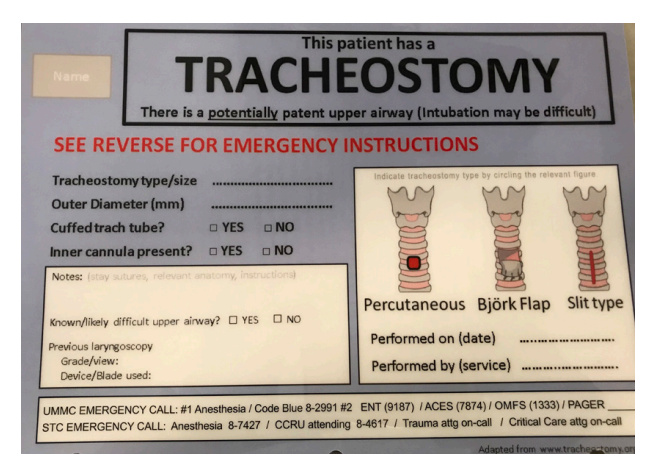 This patient has a
Name
TRACHEOSTOMY
There is a potentially patent upper airway (Intubation may be difficult)
SEE REVERSE FOR EMERGENCY INSTRUCTIONS
Tracheostomy type/size ....................................
Outer Diameter (mm) ....................................
Cuffed trach tube? □ YES □ NO
Inner cannula present? □ YES □ NO
Notes: (stay sutures, relevant anatomy, instructions)
Known/likely difficult upper airway? □ YES □ NO
Previous laryngoscopy
Grade/view:
Device/Blade used:
Indicate tracheostomy type by circling the relevant figure
Percutaneous Björk Flap Slit type
Performed on (date) ............................
Performed by (service) ............................
UMMC EMERGENCY CALL: #1 Anesthesia / Code Blue 8-2991 #2 ENT (9187) / ACES (7874) / OMFS (1333) / PAGER ____
STC EMERGENCY CALL: Anesthesia 8-7427 / CCRU attending 8-4617 / Trauma attg on-call / Critical Care attg on-call
Adapted from